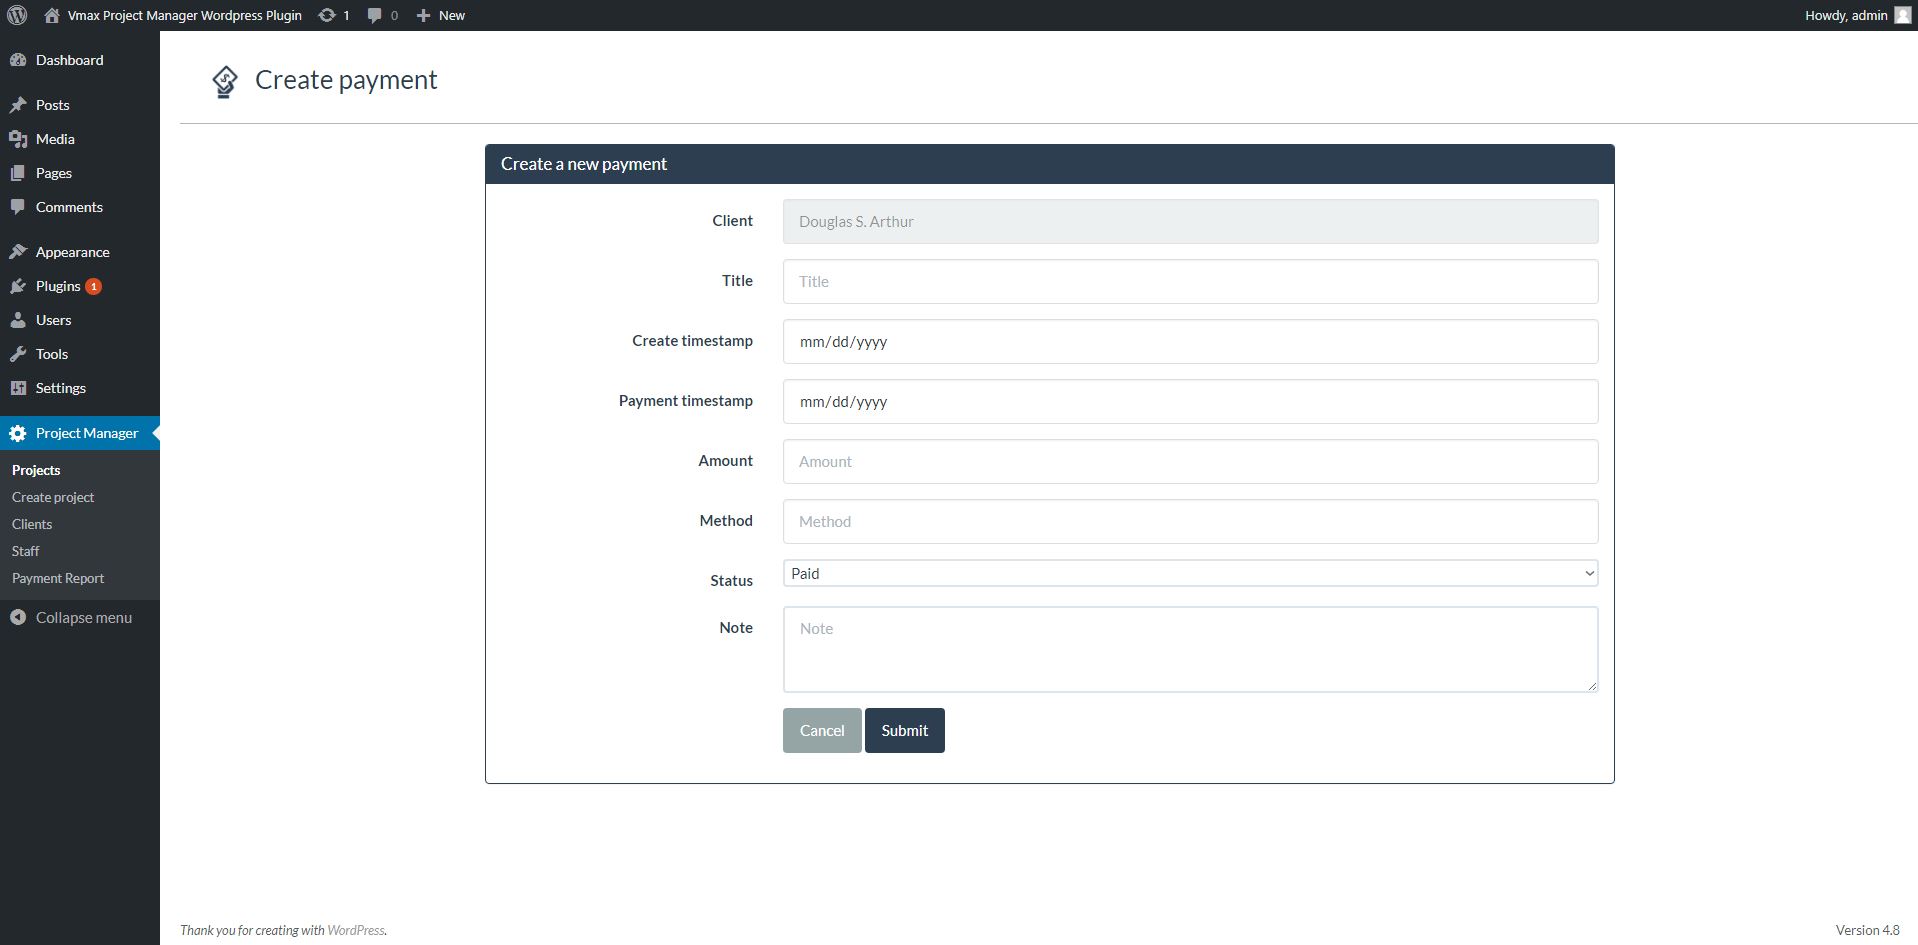 Vmax Project Manager Wordpress Plugin 1 0 New Howdy, admin
Dashboard
Posts
Media
Pages
Comments
Appearance
Plugins 1
Users
Tools
Settings
Project Manager
Projects
Create project
Clients
Staff
Payment Report
Collapse menu
Create payment
Create a new payment
Client Douglas S. Arthur
Title Title
Create timestamp mm/dd/yyyy
Payment timestamp mm/dd/yyyy
Amount Amount
Method Method
Status Paid
Note Note
Cancel Submit
Thank you for creating with WordPress. Version 4.8